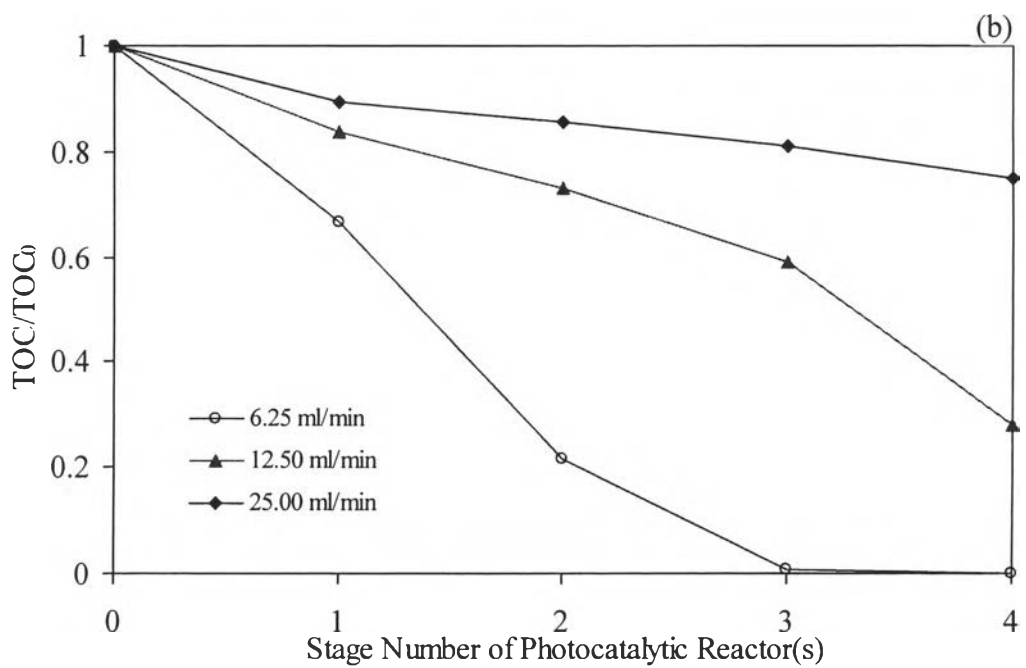 (b)
1
0.8
0.6
0.4
0.2
0
TOC/TOC₀
6.25 ml/min
12.50 ml/min
25.00 ml/min
0 1 2 3 4
Stage Number of Photocatalytic Reactor(s)